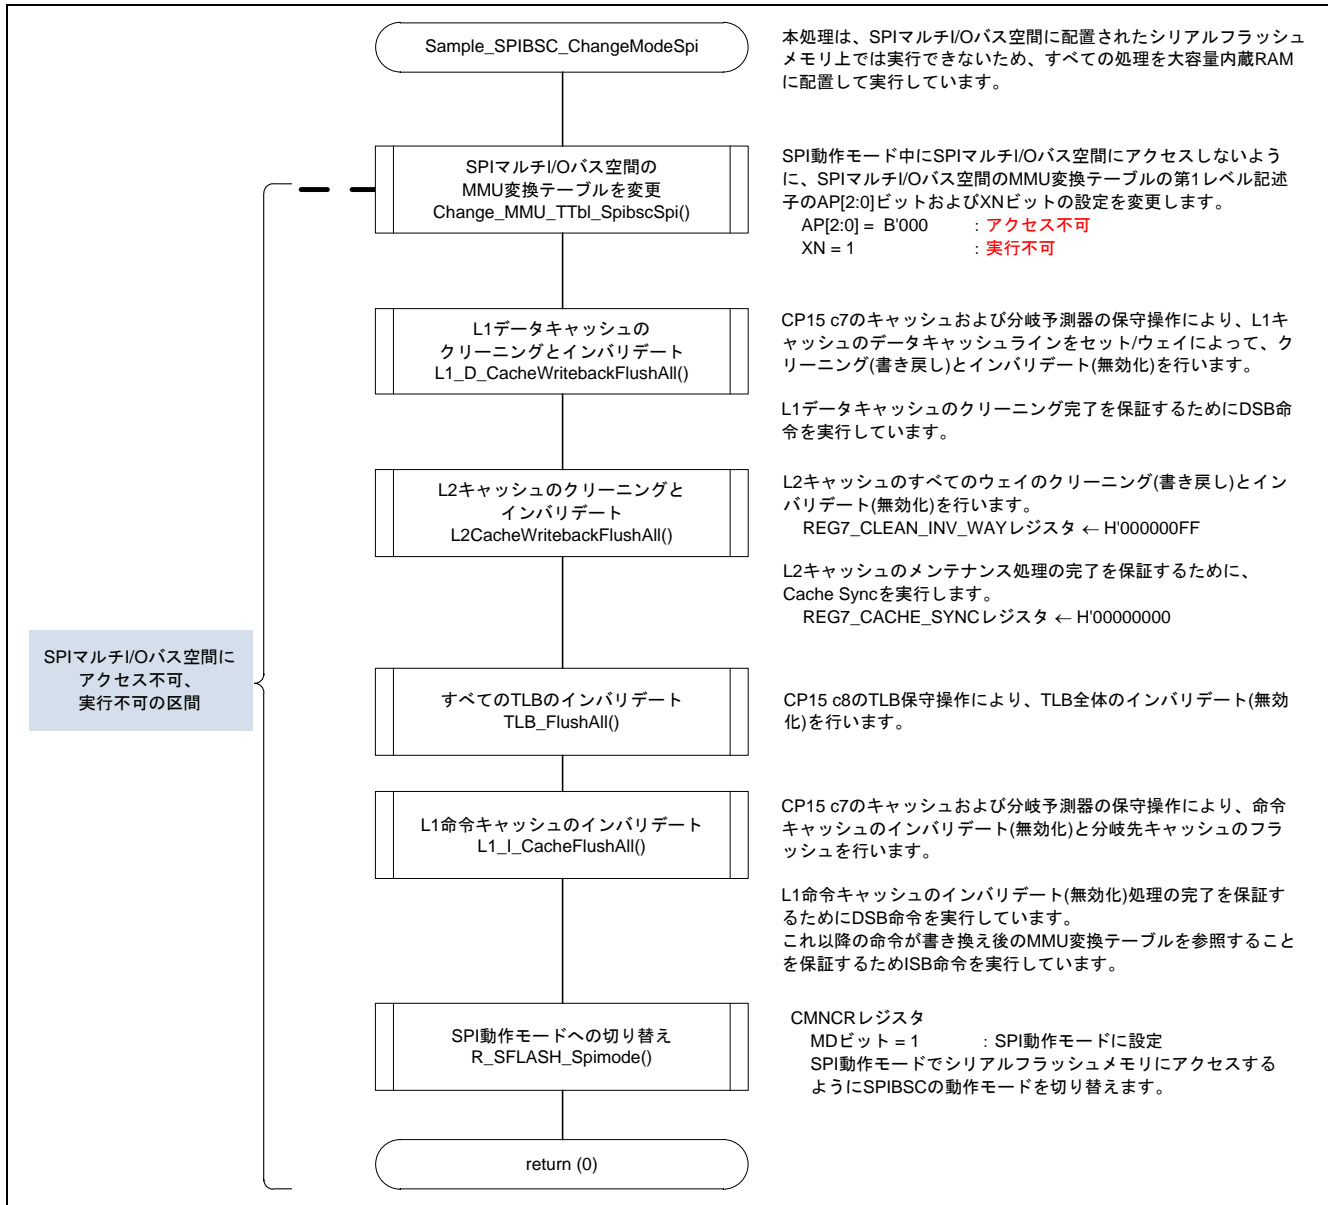 Sample_SPIBSC_ChangeModeSpi
本処理は、SPIマルチI/Oバス空間に配置されたシリアルフラッシュ
メモリ上では実行できないため、すべての処理を大容量内蔵RAM
に配置して実行しています。
SPIマルチI/Oバス空間の
MMU変換テーブルを変更
Change_MMU_TTbl_SpibscSpi()
SPI動作モード中にSPIマルチI/Oバス空間にアクセスしないよう
に、SPIマルチI/Oバス空間のMMU変換テーブルの第1レベル記述
子のAP[2:0]ビットおよびXNビットの設定を変更します。
AP[2:0] = B'000 : アクセス不可
XN = 1 : 実行不可
L1データキャッシュの
クリーニングとインバリデート
L1_D_CacheWritebackFlushAll()
CP15 c7のキャッシュおよび分岐予測器の保守操作により、L1キ
ャッシュのデータキャッシュラインをセット/ウェイによって、ク
リーニング(書き戻し)とインバリデート(無効化)を行います。
L1データキャッシュのクリーニング完了を保証するためにDSB命
令を実行しています。
L2キャッシュのクリーニングと
インバリデート
L2CacheWritebackFlushAll()
L2キャッシュのすべてのウェイのクリーニング(書き戻し)とイン
バリデート(無効化)を行います。
REG7_CLEAN_INV_WAYレジスタ ← H'000000FF
L2キャッシュのメンテナンス処理の完了を保証するために、
Cache Syncを実行します。
REG7_CACHE_SYNCレジスタ ← H'00000000
SPIマルチI/Oバス空間に
アクセス不可、
実行不可の区間
すべてのTLBのインバリデート
TLB_FlushAll()
CP15 c8のTLB保守操作により、TLB全体のインバリデート(無効
化)を行います。
L1命令キャッシュのインバリデート
L1_I_CacheFlushAll()
CP15 c7のキャッシュおよび分岐予測器の保守操作により、命令
キャッシュのインバリデート(無効化)と分岐先キャッシュのフラ
ッシュを行います。
L1命令キャッシュのインバリデート(無効化)処理の完了を保証す
るためにDSB命令を実行しています。
これ以降の命令が書き換え後のMMU変換テーブルを参照すること
を保証するためISB命令を実行しています。
SPI動作モードへの切り替え
R_SFLASH_Spimode()
CMNCRレジスタ
MDビット = 1 : SPI動作モードに設定
SPI動作モードでシリアルフラッシュメモリにアクセスする
ようにSPIBSCの動作モードを切り替えます。
return (0)